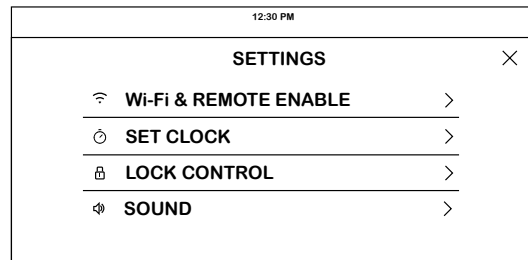 12:30 PM
SETTINGS
Wi-Fi & REMOTE ENABLE
SET CLOCK
LOCK CONTROL
SOUND